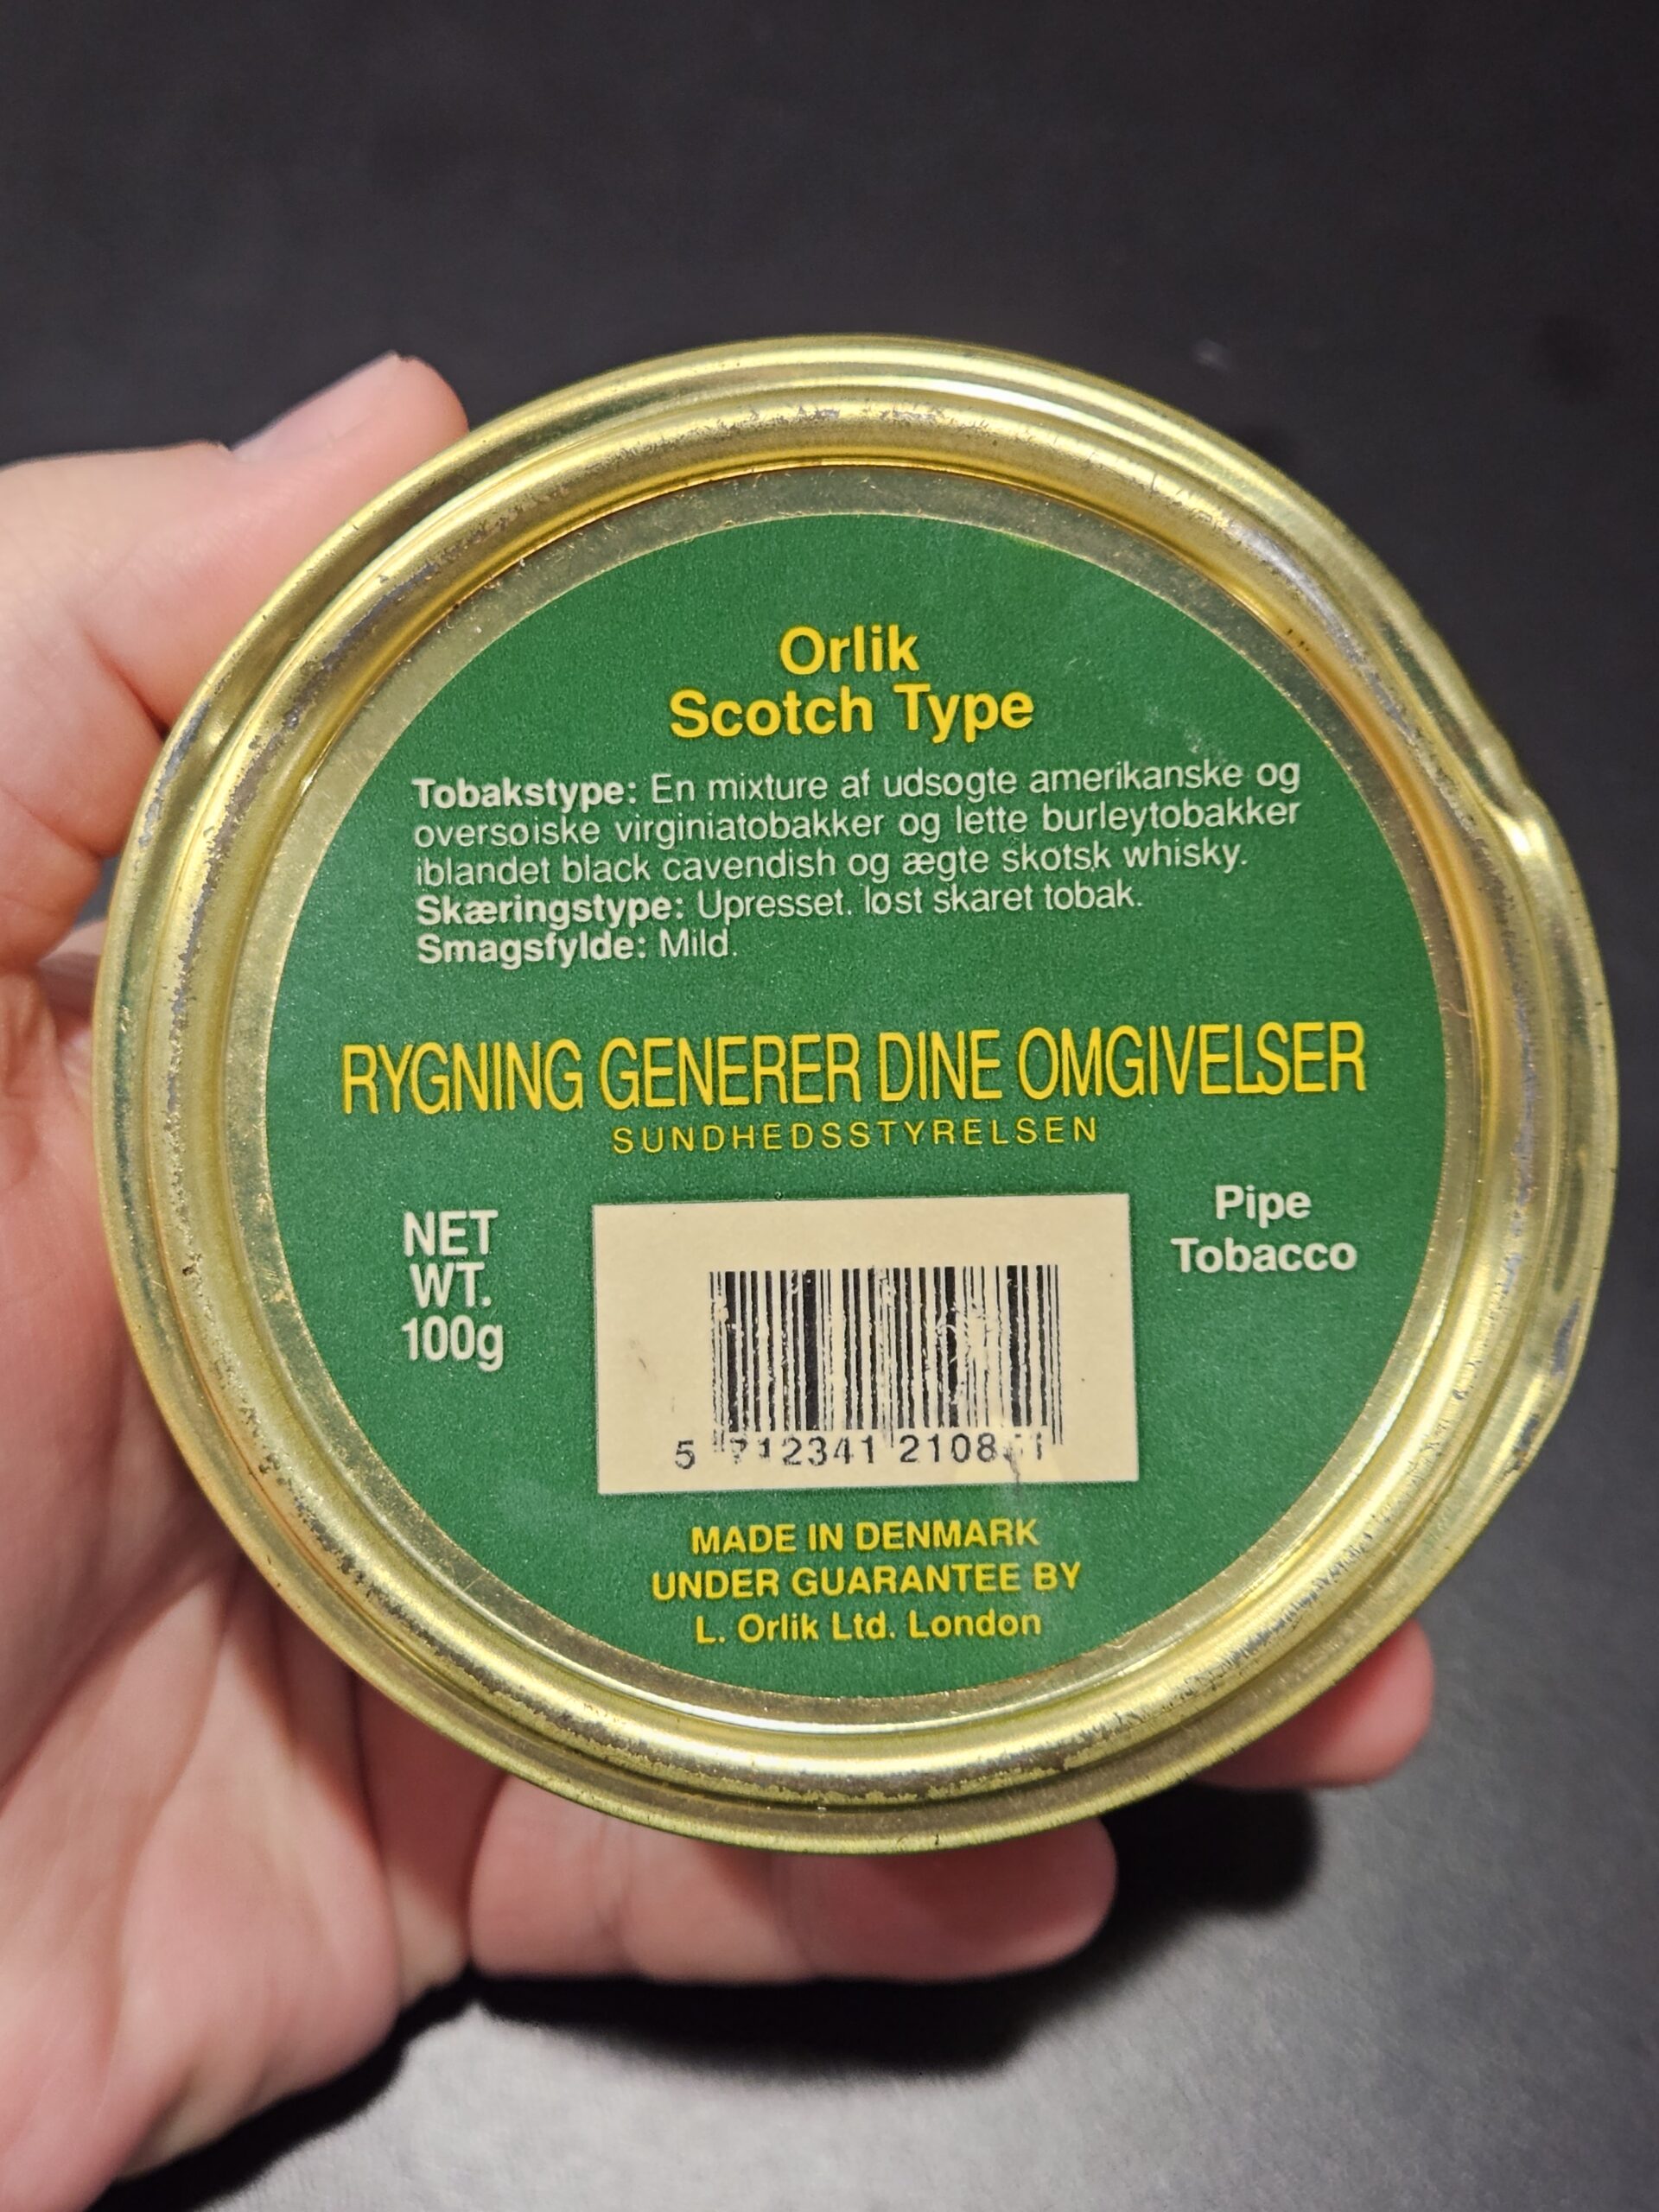 Orlik
Scotch Type
Tobakstype: En mixture af udsøgte amerikanske og
oversøiske virginiatobakker og lette burleytobakker
iblandet black cavendish og ægte skotsk whisky.
Skæringstype: Upresset. løst skaret tobak.
Smagsfylde: Mild.
RYGNING GENERER DINE OMGIVELSER
SUNDHEDSSTYRELSEN
NET
WT.
100g
Pipe
Tobacco
5
MADE IN DENMARK
UNDER GUARANTEE BY
L. Orlik Ltd. London